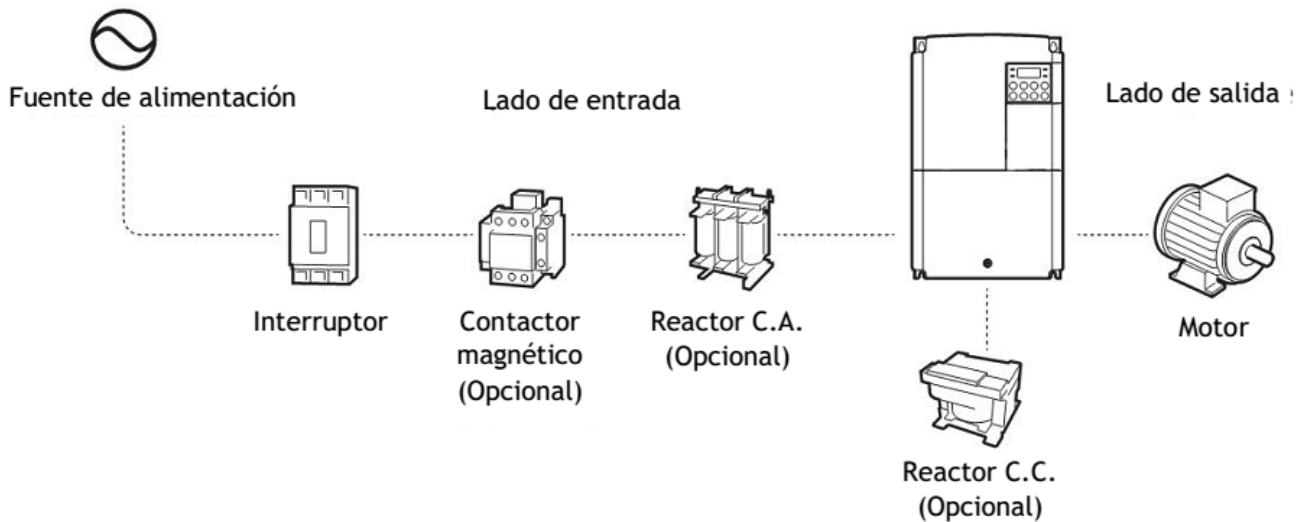 Fuente de alimentación
Lado de entrada
Lado de salida
Interruptor
Contactor
magnético
(Opcional)
Reactor C.A.
(Opcional)
Motor
Reactor C.C.
(Opcional)